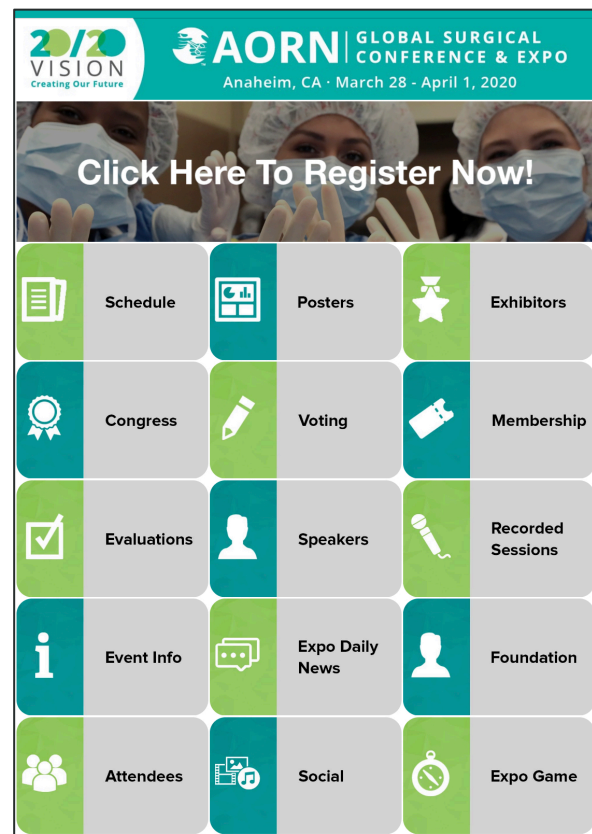 20/20
VISION
Creating Our Future
AORN
GLOBAL SURGICAL
CONFERENCE & EXPO
Anaheim, CA · March 28 - April 1, 2020
Click Here To Register Now!
Schedule
Posters
Exhibitors
Congress
Voting
Membership
Evaluations
Speakers
Recorded
Sessions
Event Info
Expo Daily
News
Foundation
Attendees
Social
Expo Game